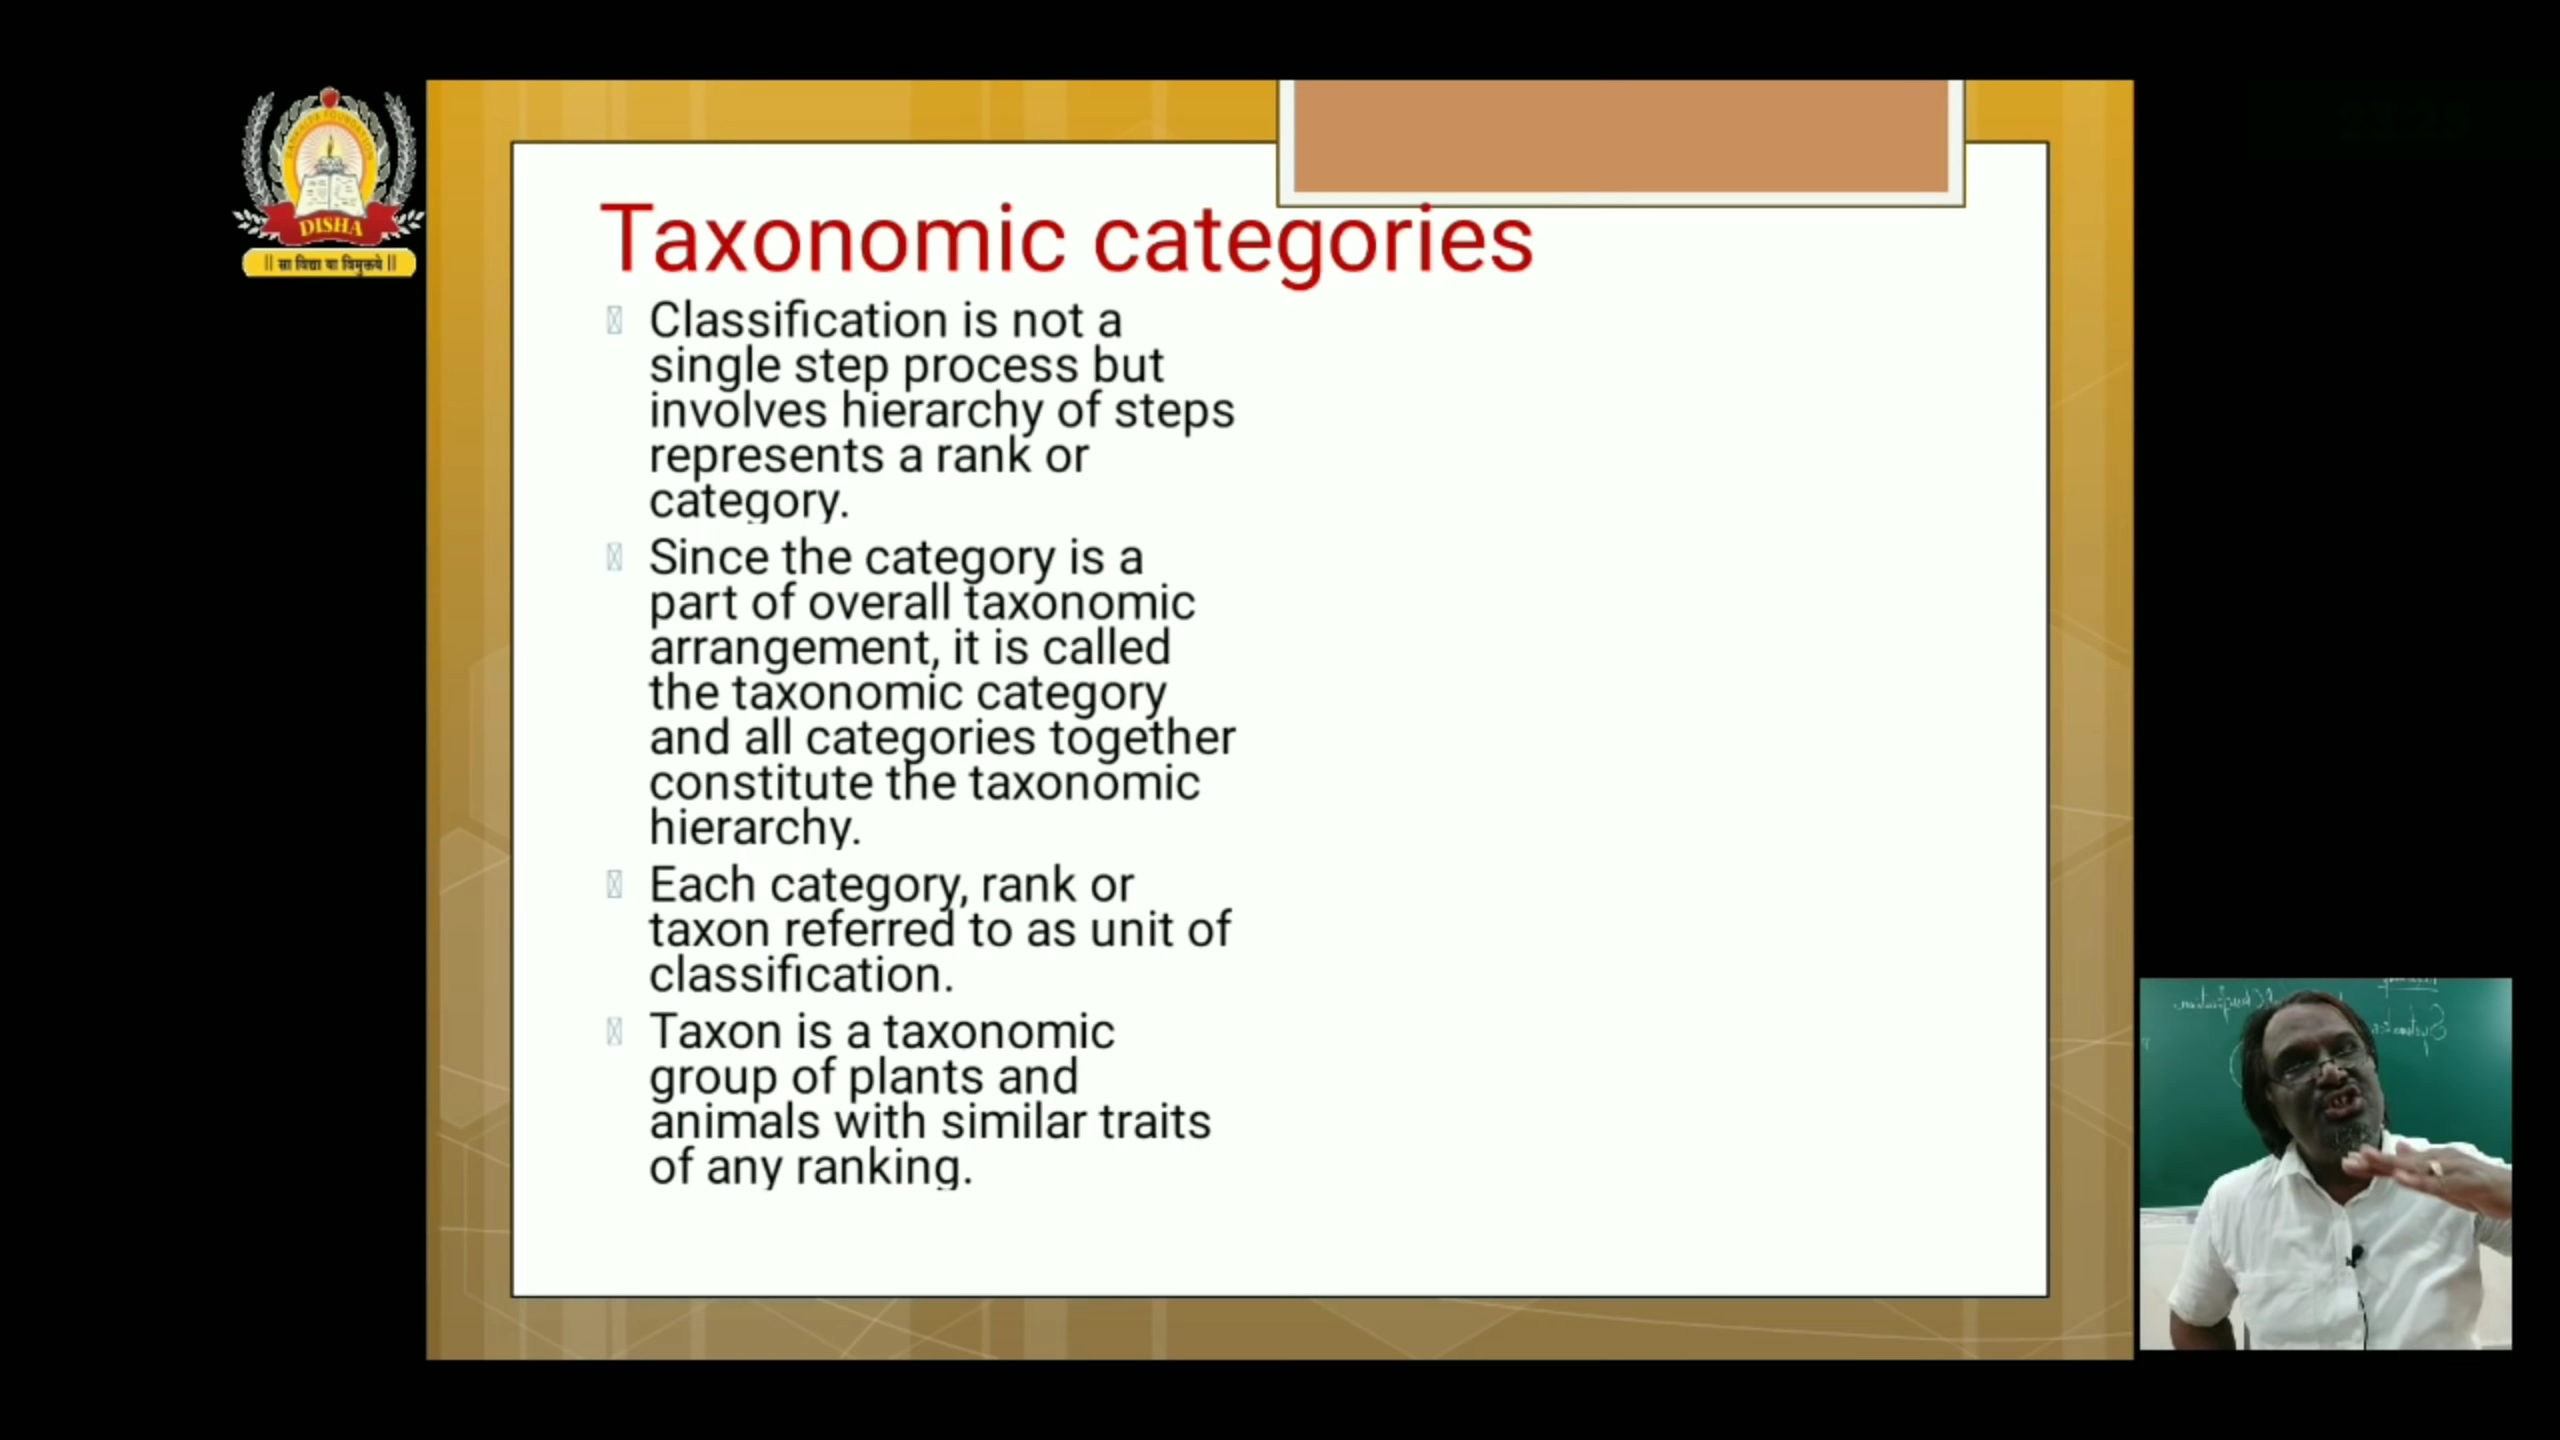 DISHA
|| सा विद्या या विमुक्तये ||
Taxonomic categories
Classification is not a
single step process but
involves hierarchy of steps
represents a rank or
category.
Since the category is a
part of overall taxonomic
arrangement, it is called
the taxonomic category
and all categories together
constitute the taxonomic
hierarchy.
Each category, rank or
taxon referred to as unit of
classification.
Taxon is a taxonomic
group of plants and
animals with similar traits
of any ranking.